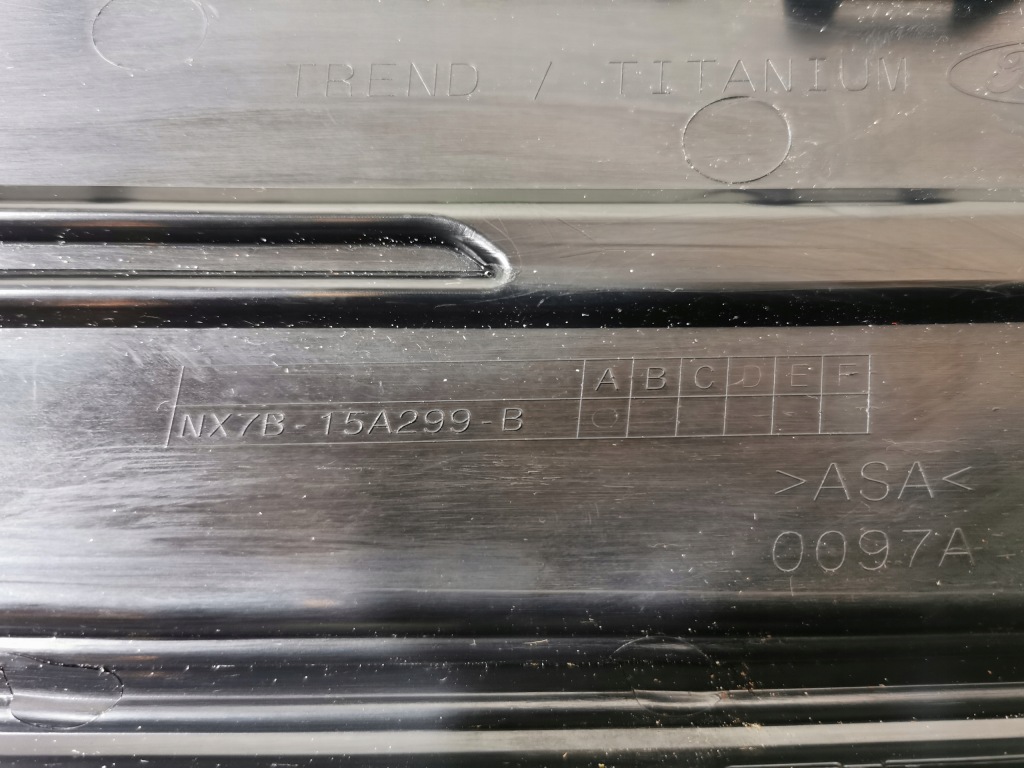 TREND / TITANIUM
A B C D E F
NX7B-15A299-B
>ASA<
0097A